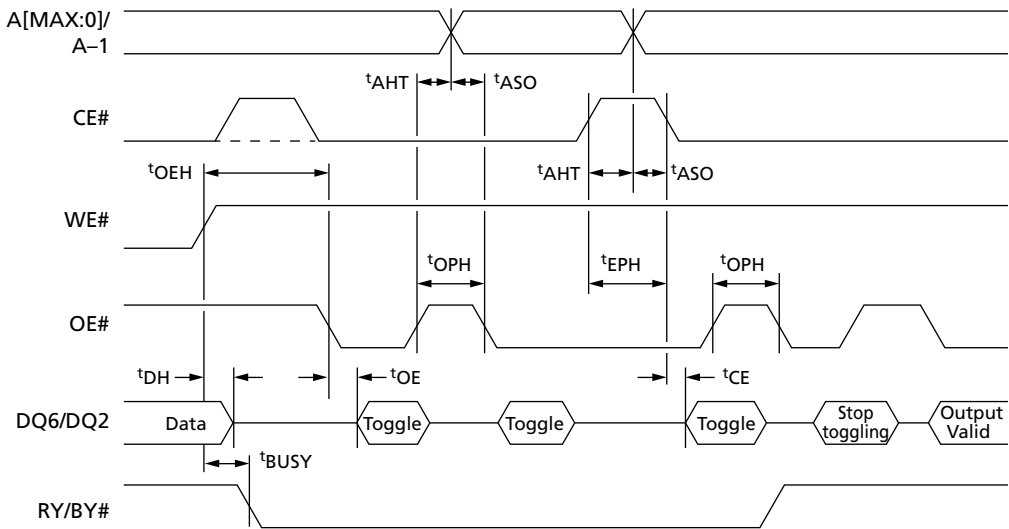 A[MAX:0]/
A–1
tAHT
tASO
CE#
tOEH
tAHT
tASO
WE#
tOPH
tEPH
tOPH
OE#
tDH
tOE
tCE
DQ6/DQ2
Data
Toggle
Toggle
Toggle
Stop
toggling
Output
Valid
tBUSY
RY/BY#